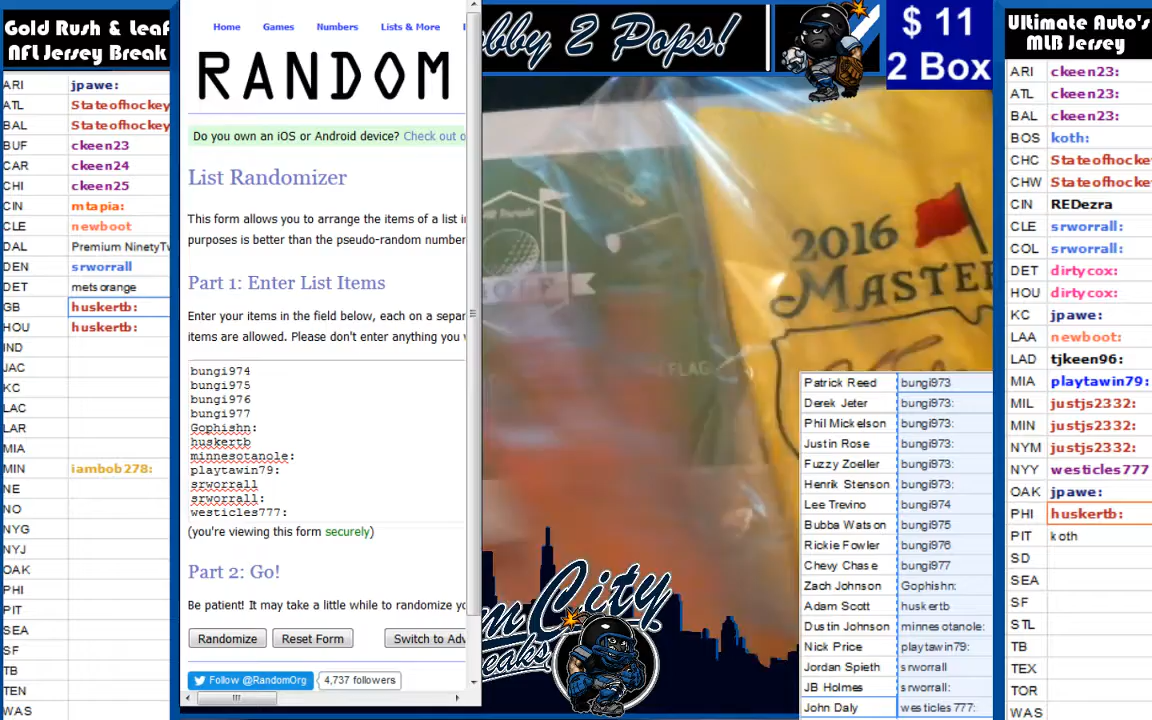 Gold Rush & Leaf
NFL Jersey Break
ARI jpawe:
ATL Stateofhockey
BAL Stateofhockey
BUF ckeen23
CAR ckeen24
CHI ckeen25
CIN mtapia:
CLE newboot
DAL Premium NinetyTw
DEN srworrall
DET mets orange
GB huskertb:
HOU huskertb:
IND
JAC
KC
LAC
LAR
MIA
MIN iambob278:
NE
NO
NYG
NYJ
OAK
PHI
PIT
SEA
SF
TB
TEN
WAS
Home Games Numbers Lists & More
RANDOM
Do you own an iOS or Android device? Check out o
List Randomizer
This form allows you to arrange the items of a list i
purposes is better than the pseudo-random number
Part 1: Enter List Items
Enter your items in the field below, each on a separ
items are allowed. Please don't enter anything you
bungi974
bungi975
bungi976
bungi977
Gophishn:
huskertb
minnesotanole:
playtawin79:
srworrall
srworrall:
westicles777:
(you're viewing this form securely)
Part 2: Go!
Be patient! It may take a little while to randomize yo
Randomize Reset Form Switch to Adv
Follow @RandomOrg 4,737 followers
bby 2 Pops!
$ 11
2 Box
GOLF
FLAG
2016
MASTER
m City
eaks
Patrick Reed bungi973
Derek Jeter bungi973:
Phil Mickelson bungi973:
Justin Rose bungi973:
Fuzzy Zoeller bungi973:
Henrik Stenson bungi973:
Lee Trevino bungi974
Bubba Watson bungi975
Rickie Fowler bungi976
Chevy Chase bungi977
Zach Johnson Gophishn:
Adam Scott huskertb
Dustin Johnson minnesotanole:
Nick Price playtawin79:
Jordan Spieth srworrall
JB Holmes srworrall:
John Daly westicles777:
Ultimate Auto's
MLB Jersey
ARI ckeen23:
ATL ckeen23:
BAL ckeen23:
BOS koth:
CHC Stateofhocke
CHW Stateofhocke
CIN REDezra
CLE srworrall:
COL srworrall:
DET dirtycox:
HOU dirtycox:
KC jpawe:
LAA newboot:
LAD tjkeen96:
MIA playtawin79:
MIL justjs2332:
MIN justjs2332:
NYM justjs2332:
NYY westicles777
OAK jpawe:
PHI huskertb:
PIT koth
SD
SEA
SF
STL
TB
TEX
TOR
WAS